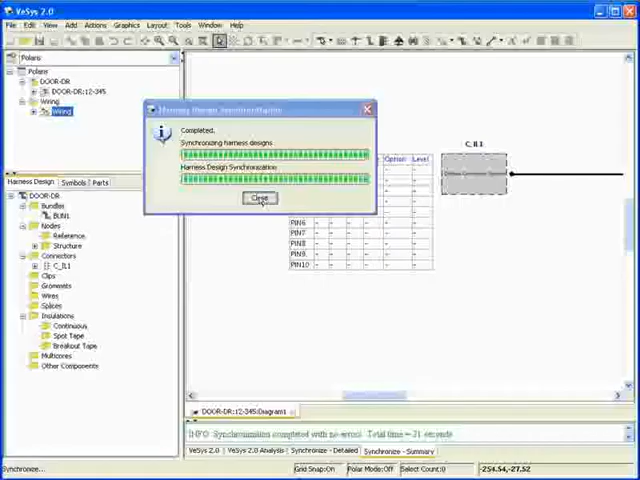 VeSys 2.0
File Edit View Add Actions Graphics Layout Tools Window Help
Polaris
Polaris
DOOR-DR
DOOR-DR:12-345
Wiring
Wiring
Harness Design Synchronization
Completed.
Synchronizing harness designs
Harness Design Synchronization
Close
C_IL1
Option Level
PIN6 - - - - -
PIN7 - - - - -
PIN8 - - - - -
PIN9 - - - - -
PIN10 - - - - -
Harness Design Symbols Parts
DOOR-DR
Bundles
BUN1
Nodes
Reference
Structure
Connectors
C_IL1
Clips
Grommets
Wires
Splices
Insulations
Continuous
Spot Tape
Breakout Tape
Multicores
Other Components
DOOR-DR:12-345:Diagram1
INFO: Synchronization completed with no errors. Total time = 21 seconds
VeSys 2.0 VeSys 2.0 Analysis Synchronize - Detailed Synchronize - Summary
Synchronize... Grid Snap:On Polar Mode:Off Select Count:0 -254.54,-27.52